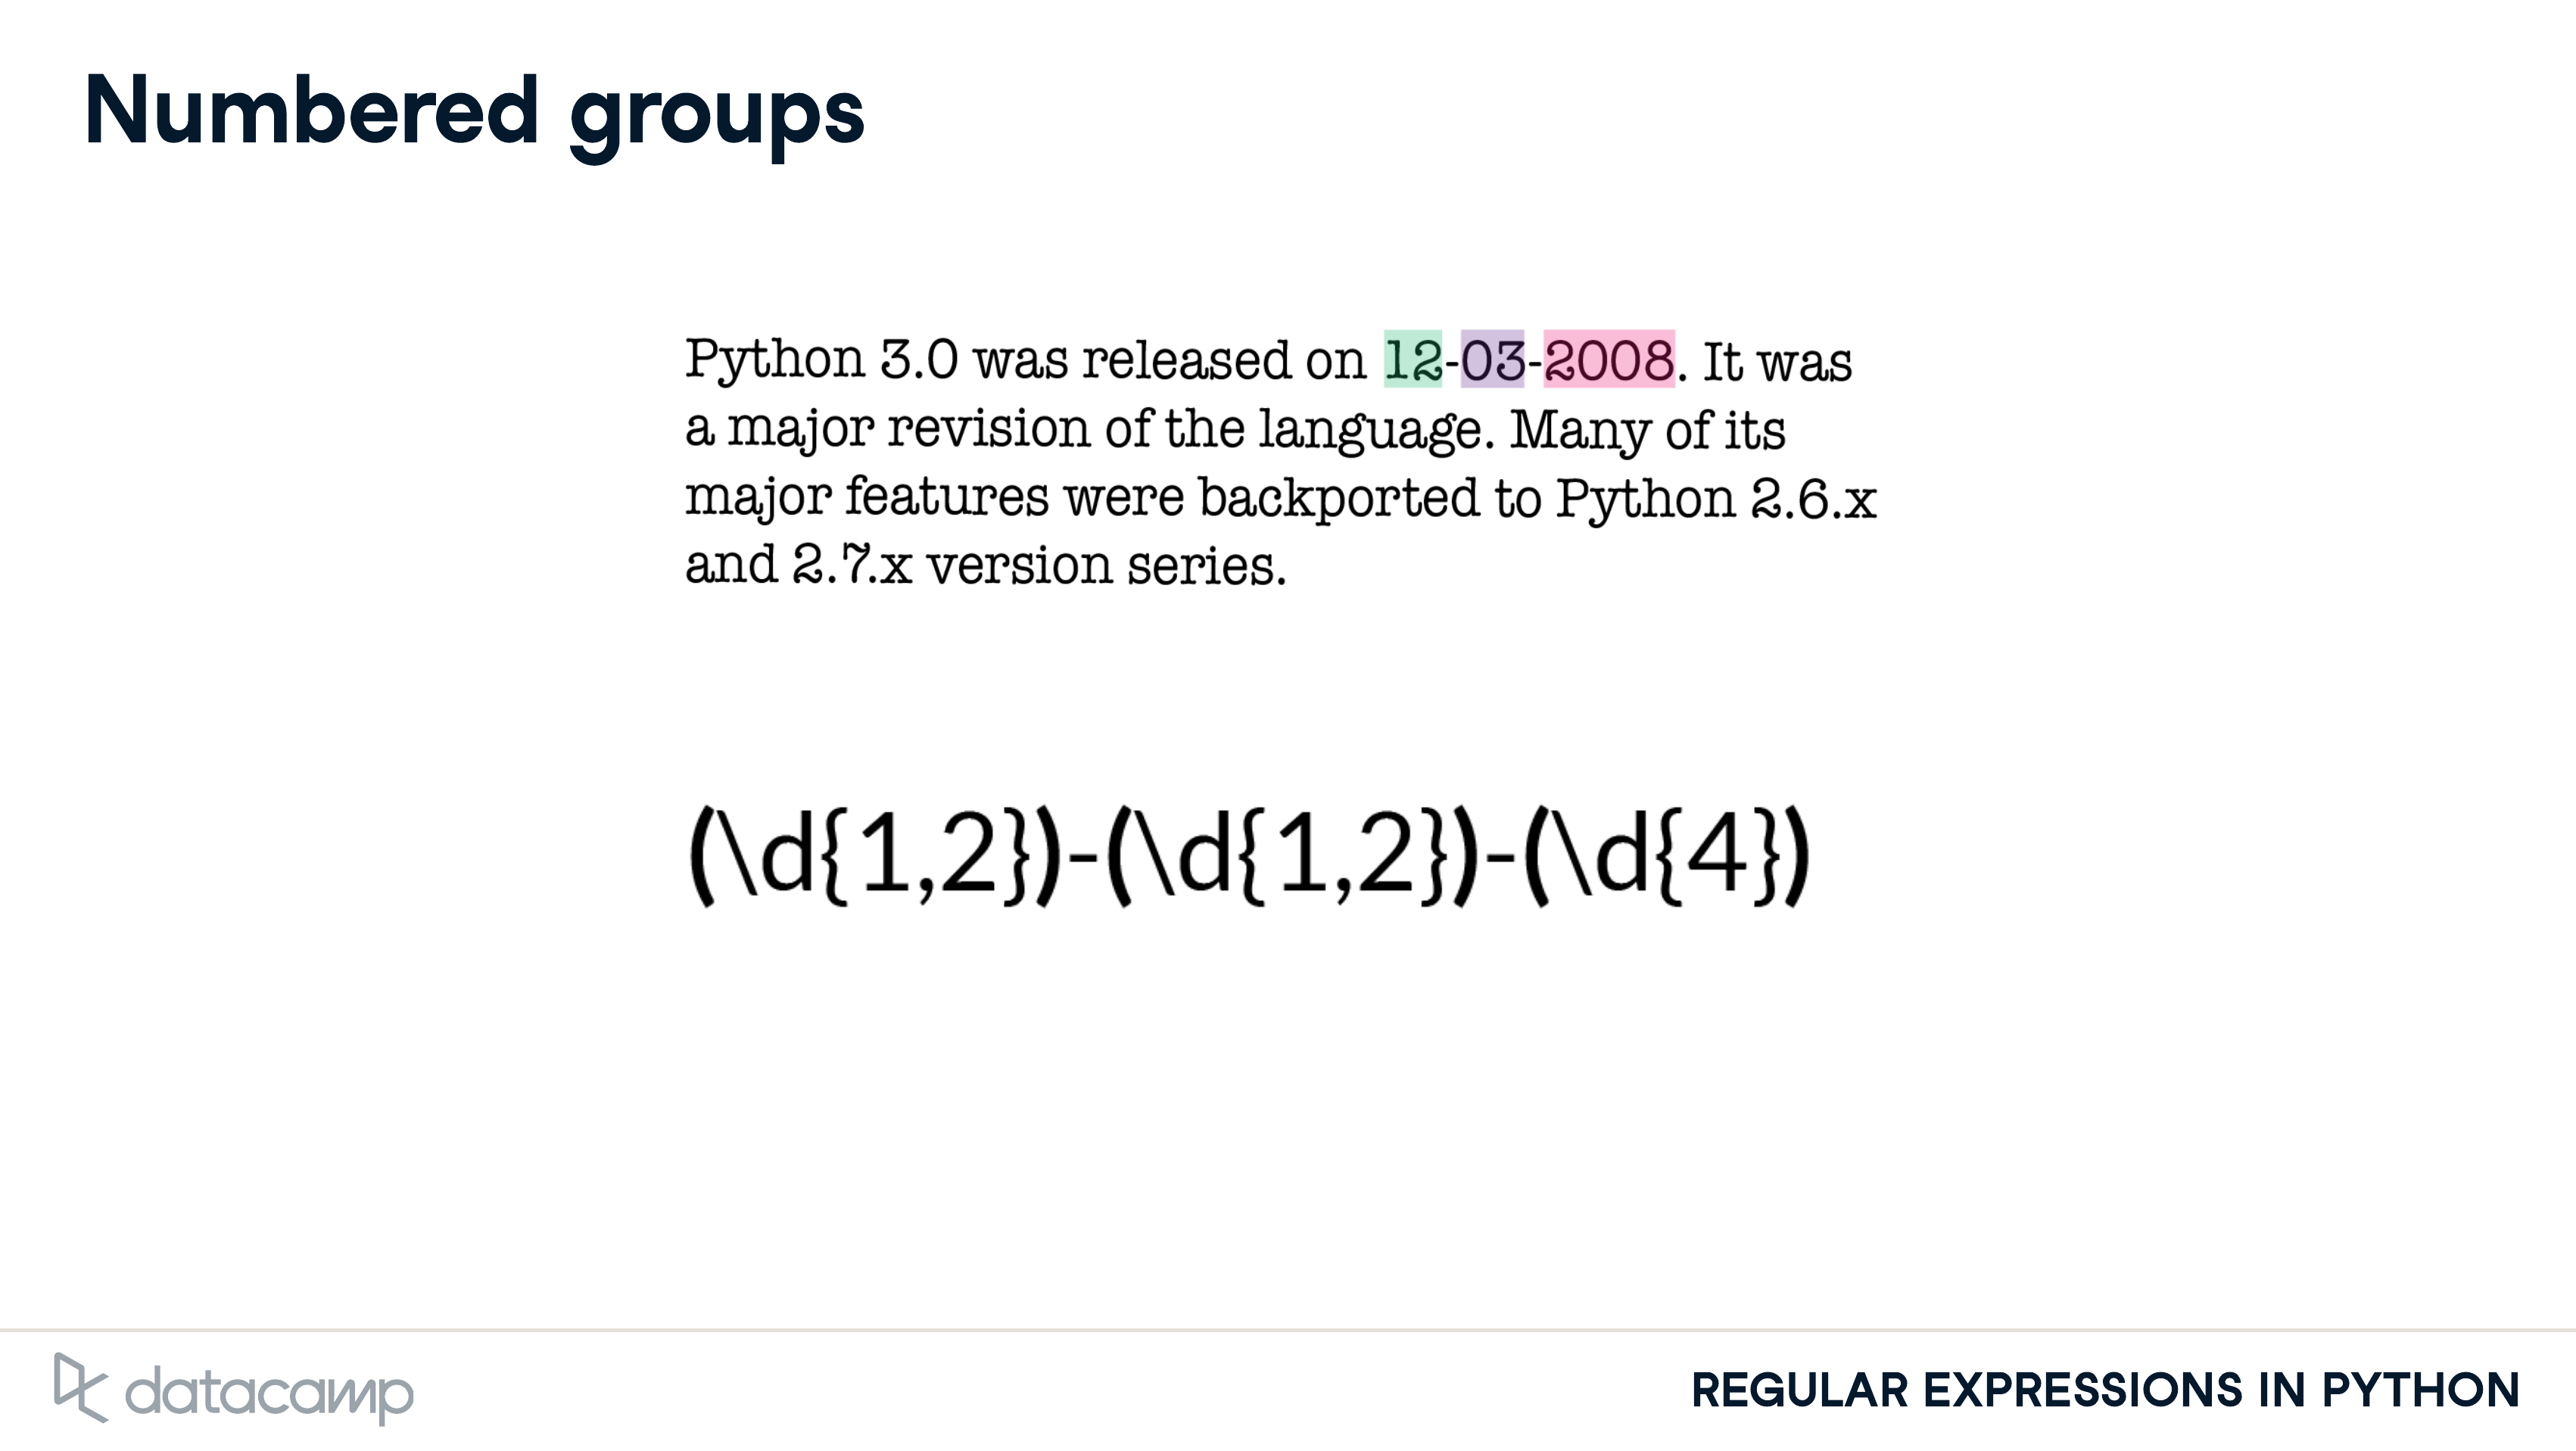 Numbered groups
Python 3.0 was released on 12-03-2008. It was
a major revision of the language. Many of its
major features were backported to Python 2.6.x
and 2.7.x version series.
(\d{1,2})-(\d{1,2})-(\d{4})
datacamp
REGULAR EXPRESSIONS IN PYTHON